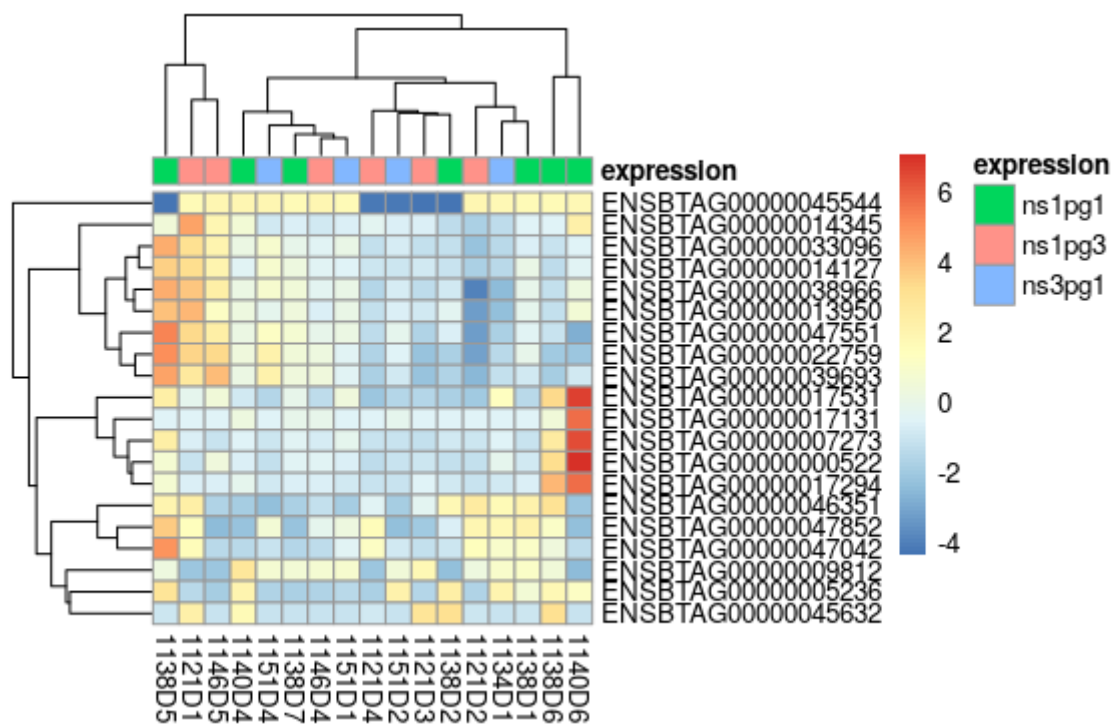 expression
ENSBTAG00000045544
ENSBTAG00000014345
ENSBTAG00000033096
ENSBTAG00000014127
ENSBTAG00000038966
ENSBTAG00000013950
ENSBTAG00000047551
ENSBTAG00000022759
ENSBTAG00000039693
ENSBTAG00000017531
ENSBTAG00000017131
ENSBTAG00000007273
ENSBTAG00000000522
ENSBTAG00000017294
ENSBTAG00000046351
ENSBTAG00000047852
ENSBTAG00000047042
ENSBTAG00000009812
ENSBTAG00000005236
ENSBTAG00000045632
6
4
2
0
-2
-4
expression
ns1pg1
ns1pg3
ns3pg1
1138D5
1121D1
1146D5
1140D4
1151D4
1138D7
1146D4
1151D1
1121D4
1151D2
1121D3
1138D2
1121D2
1134D1
1138D1
1138D6
1140D6